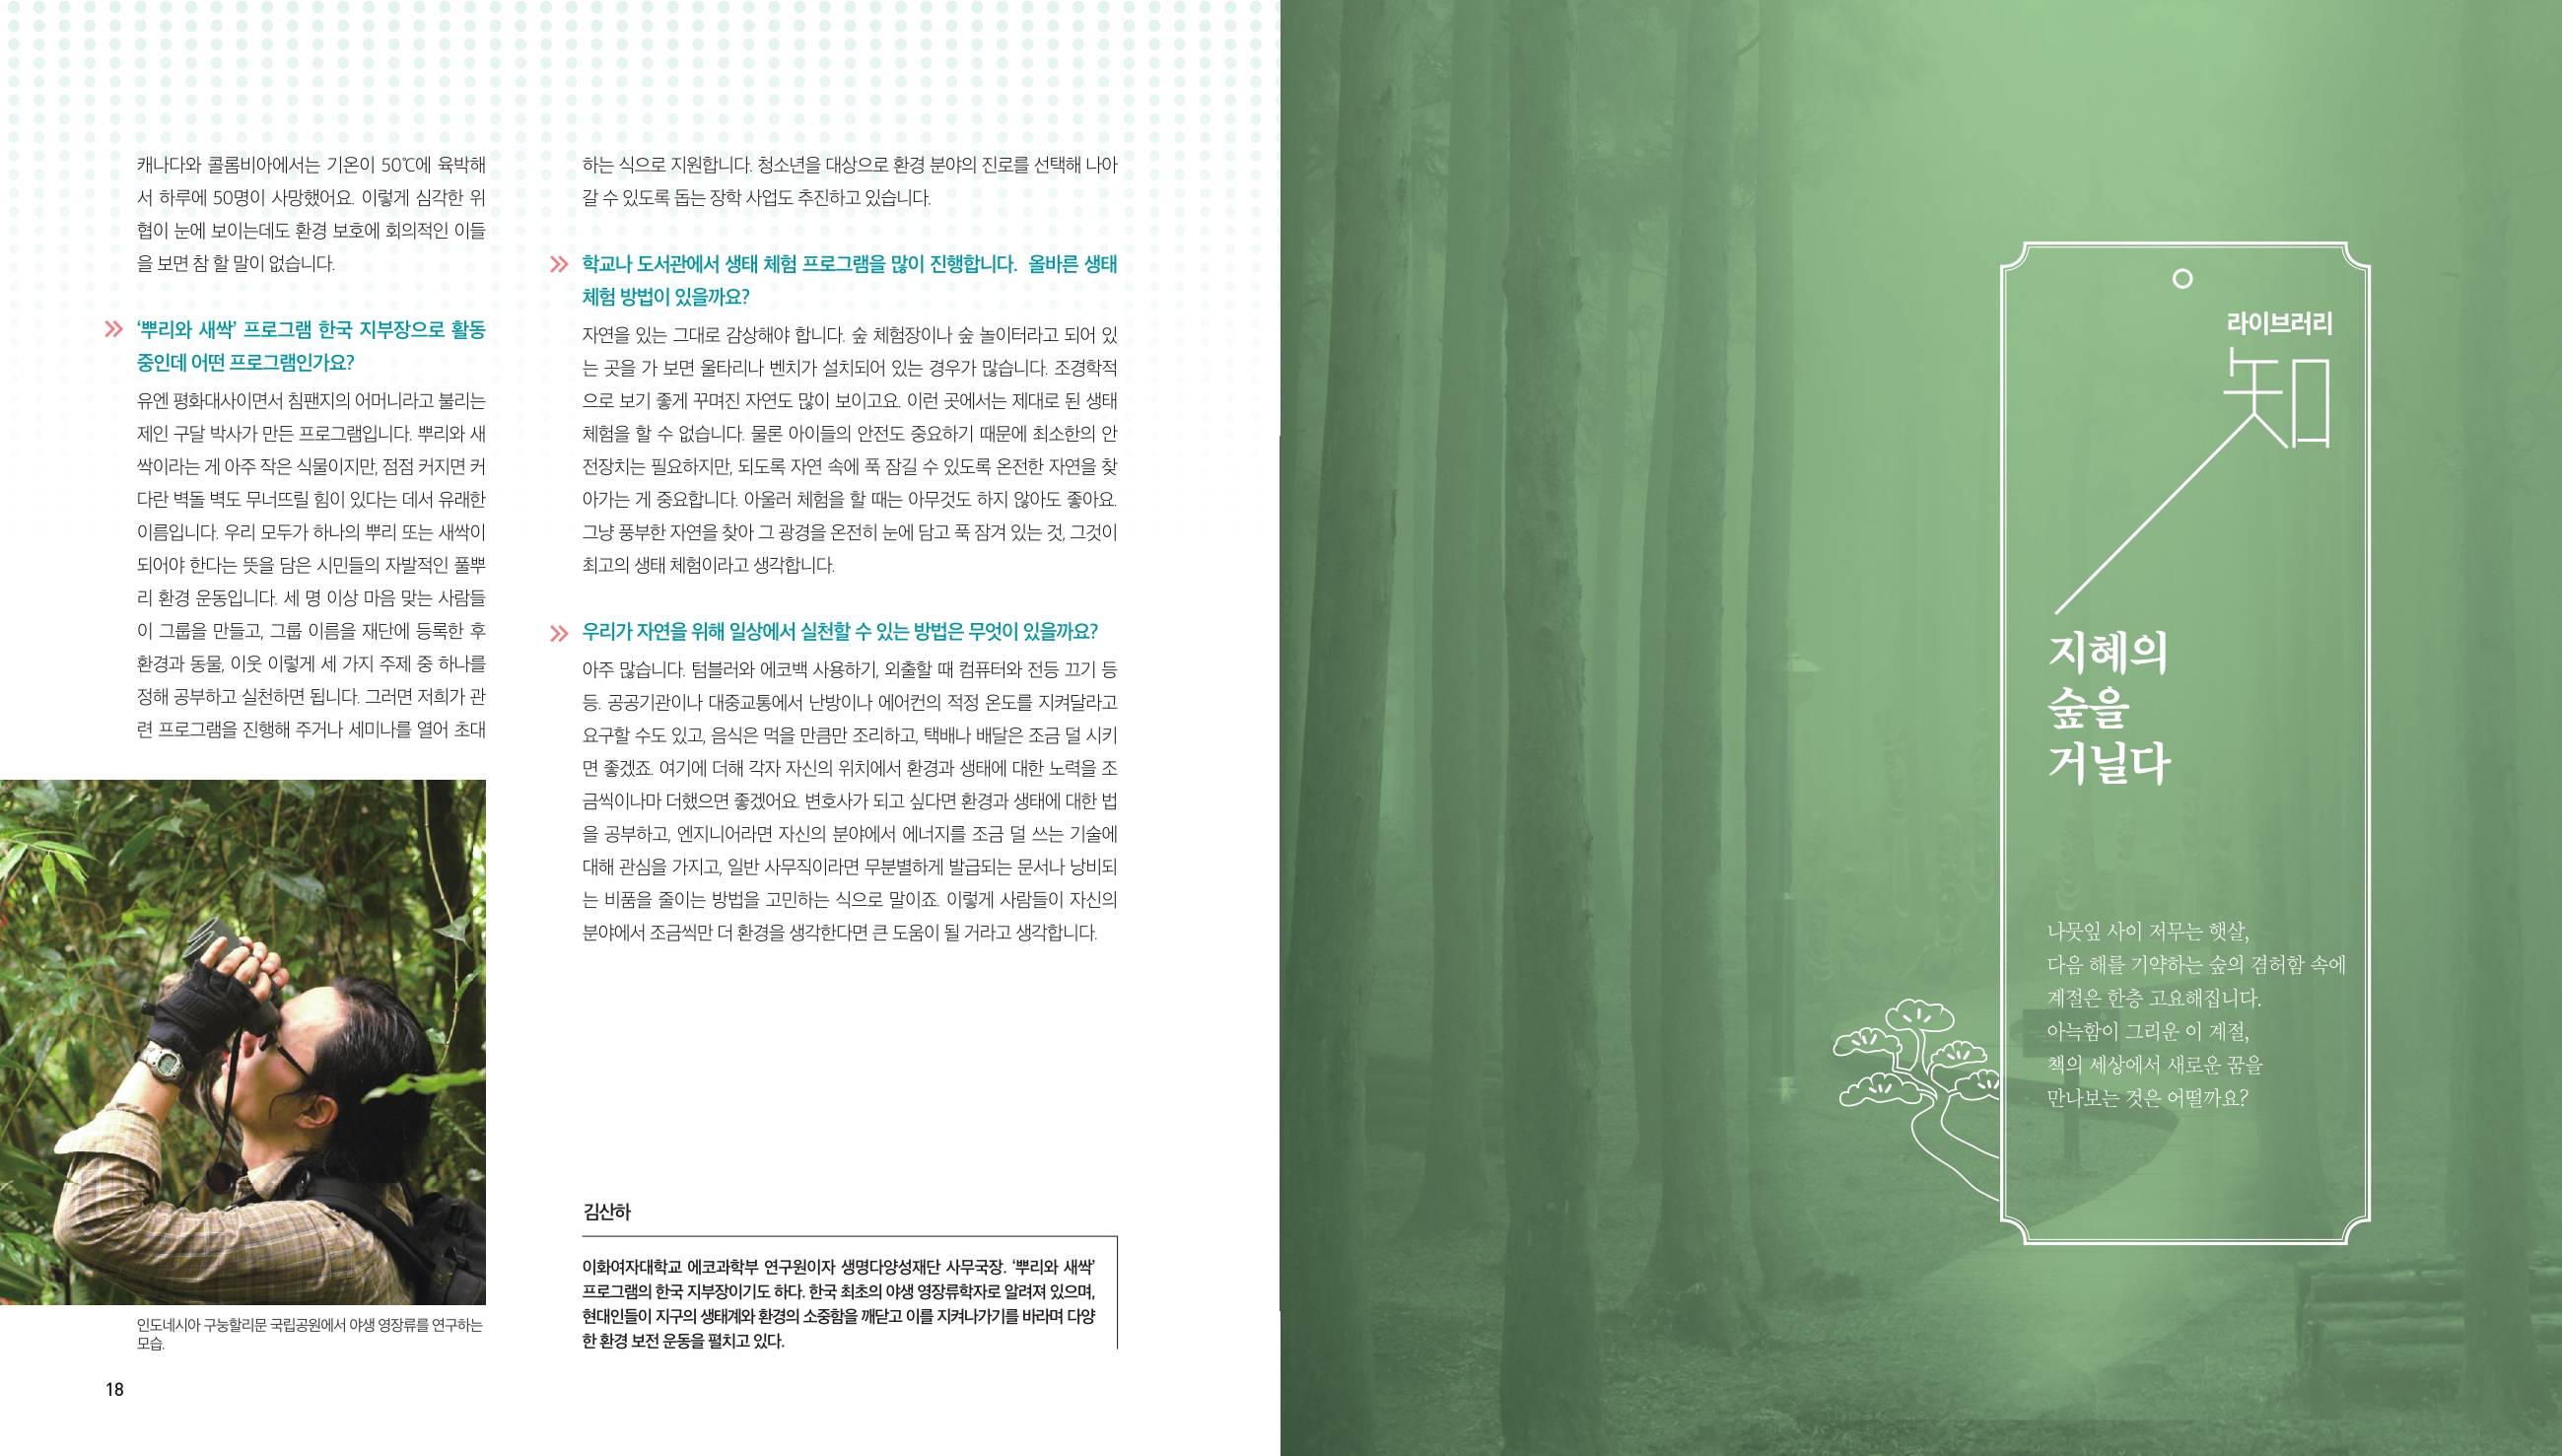 캐나다와 콜롬비아에서는 기온이 50℃에 육박해
서 하루에 50명이 사망했어요. 이렇게 심각한 위
협이 눈에 보이는데도 환경 보호에 회의적인 이들
을 보면 참 할 말이 없습니다.
‘뿌리와 새싹’ 프로그램 한국 지부장으로 활동
중인데 어떤 프로그램인가요?
유엔 평화대사이면서 침팬지의 어머니라고 불리는
제인 구달 박사가 만든 프로그램입니다. 뿌리와 새
싹이라는 게 아주 작은 식물이지만, 점점 커지면 커
다란 벽돌 벽도 무너뜨릴 힘이 있다는 데서 유래한
이름입니다. 우리 모두가 하나의 뿌리 또는 새싹이
되어야 한다는 뜻을 담은 시민들의 자발적인 풀뿌
리 환경 운동입니다. 세 명 이상 마음 맞는 사람들
이 그룹을 만들고, 그룹 이름을 재단에 등록한 후
환경과 동물, 이웃 이렇게 세 가지 주제 중 하나를
정해 공부하고 실천하면 됩니다. 그러면 저희가 관
련 프로그램을 진행해 주거나 세미나를 열어 초대
인도네시아 구눙할리문 국립공원에서 야생 영장류를 연구하는
모습.
18
하는 식으로 지원합니다. 청소년을 대상으로 환경 분야의 진로를 선택해 나아
갈 수 있도록 돕는 장학 사업도 추진하고 있습니다.
학교나 도서관에서 생태 체험 프로그램을 많이 진행합니다. 올바른 생태
체험 방법이 있을까요?
자연을 있는 그대로 감상해야 합니다. 숲 체험장이나 숲 놀이터라고 되어 있
는 곳을 가 보면 울타리나 벤치가 설치되어 있는 경우가 많습니다. 조경학적
으로 보기 좋게 꾸며진 자연도 많이 보이고요. 이런 곳에서는 제대로 된 생태
체험을 할 수 없습니다. 물론 아이들의 안전도 중요하기 때문에 최소한의 안
전장치는 필요하지만, 되도록 자연 속에 푹 잠길 수 있도록 온전한 자연을 찾
아가는 게 중요합니다. 아울러 체험을 할 때는 아무것도 하지 않아도 좋아요.
그냥 풍부한 자연을 찾아 그 광경을 온전히 눈에 담고 푹 잠겨 있는 것, 그것이
최고의 생태 체험이라고 생각합니다.
우리가 자연을 위해 일상에서 실천할 수 있는 방법은 무엇이 있을까요?
아주 많습니다. 텀블러와 에코백 사용하기, 외출할 때 컴퓨터와 전등 끄기 등
등. 공공기관이나 대중교통에서 난방이나 에어컨의 적정 온도를 지켜달라고
요구할 수도 있고, 음식은 먹을 만큼만 조리하고, 택배나 배달은 조금 덜 시키
면 좋겠죠. 여기에 더해 각자 자신의 위치에서 환경과 생태에 대한 노력을 조
금씩이나마 더했으면 좋겠어요. 변호사가 되고 싶다면 환경과 생태에 대한 법
을 공부하고, 엔지니어라면 자신의 분야에서 에너지를 조금 덜 쓰는 기술에
대해 관심을 가지고, 일반 사무직이라면 무분별하게 발급되는 문서나 낭비되
는 비품을 줄이는 방법을 고민하는 식으로 말이죠. 이렇게 사람들이 자신의
분야에서 조금씩만 더 환경을 생각한다면 큰 도움이 될 거라고 생각합니다.
김산하
이화여자대학교 에코과학부 연구원이자 생명다양성재단 사무국장. ‘뿌리와 새싹’
프로그램의 한국 지부장이기도 하다. 한국 최초의 야생 영장류학자로 알려져 있으며,
현대인들이 지구의 생태계와 환경의 소중함을 깨닫고 이를 지켜나가기를 바라며 다양
한 환경 보전 운동을 펼치고 있다.
라이브러리
知
지혜의
숲을
거닐다
나뭇잎 사이 저무는 햇살,
다음 해를 기약하는 숲의 겸허함 속에
계절은 한층 고요해집니다.
아늑함이 그리운 이 계절,
책의 세상에서 새로운 꿈을
만나보는 것은 어떨까요?